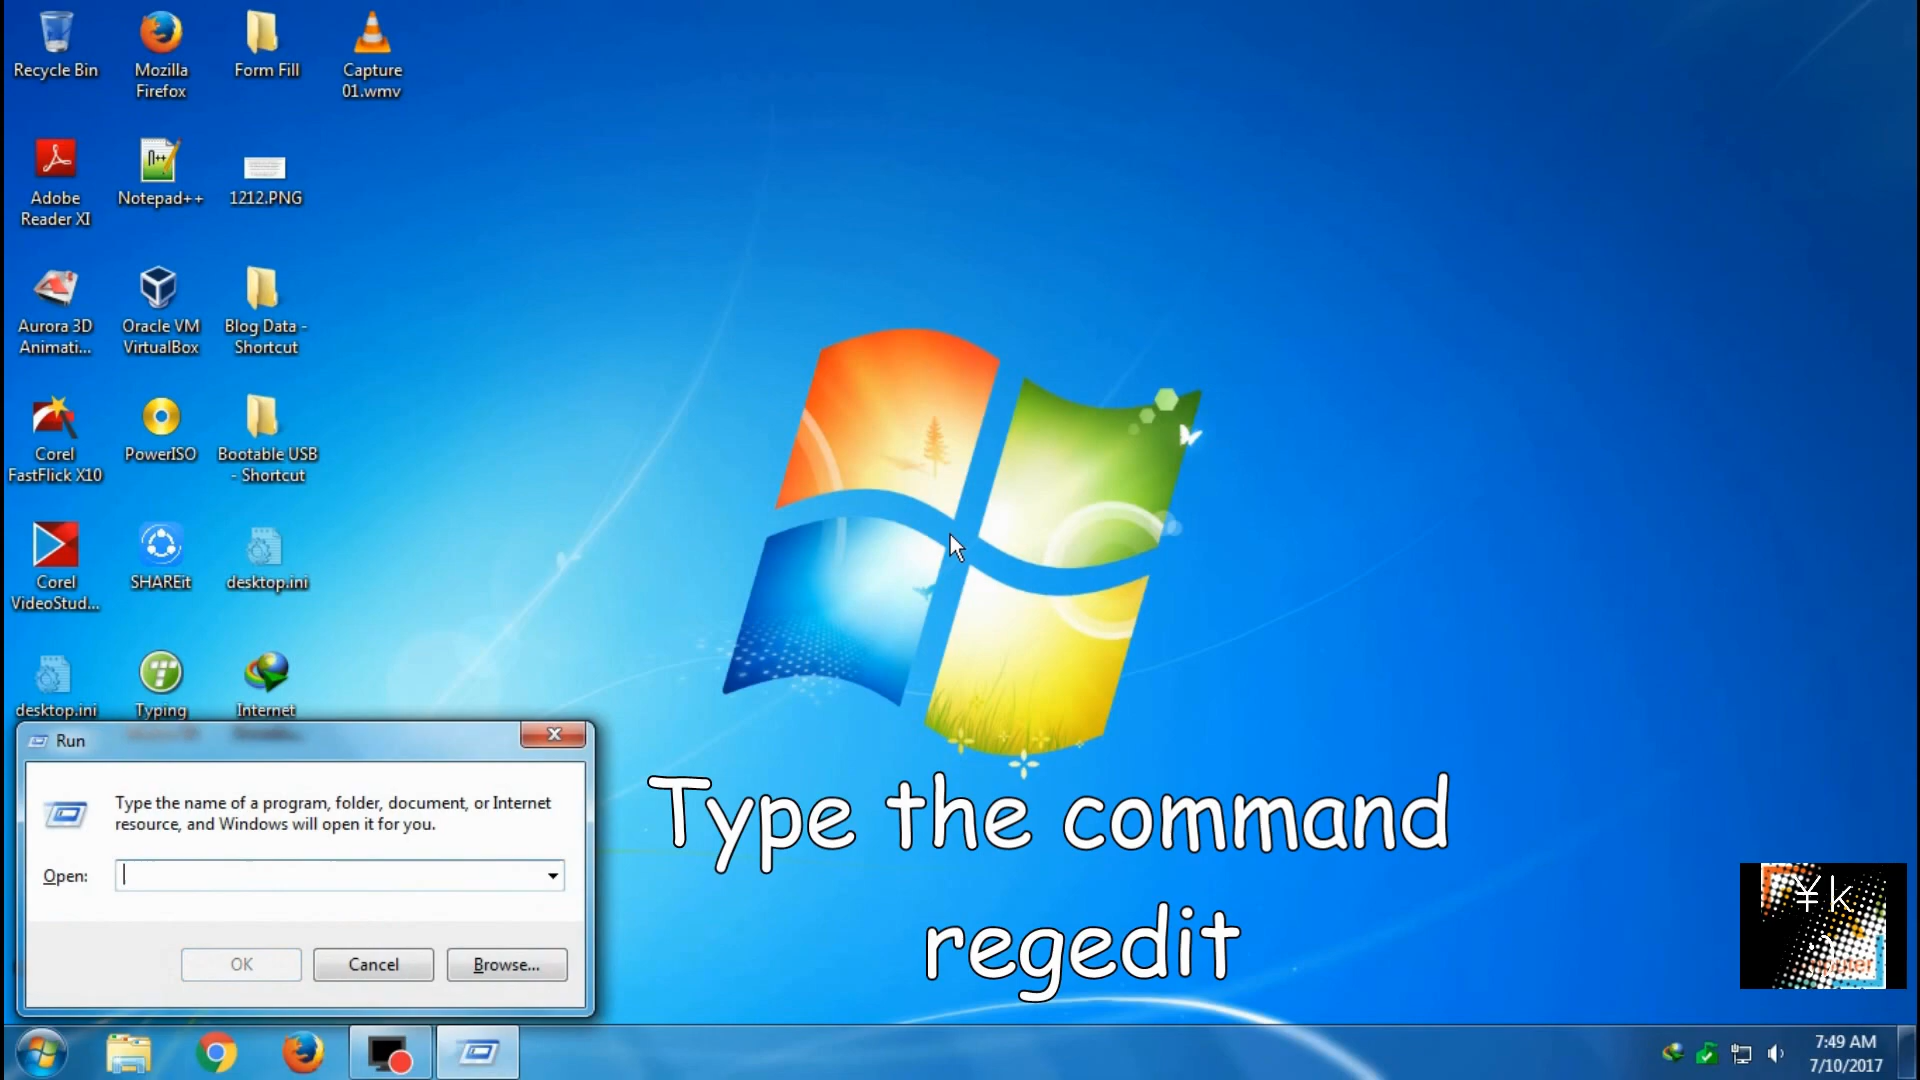 Recycle Bin
Mozilla
Firefox
Form Fill
Capture
01.wmv
Adobe
Reader XI
Notepad++
1212.PNG
Aurora 3D
Animati...
Oracle VM
VirtualBox
Blog Data -
Shortcut
Corel
FastFlick X10
PowerISO
Bootable USB
- Shortcut
Corel
VideoStud...
SHAREit
desktop.ini
desktop.ini
Typing
Internet
Run
Type the name of a program, folder, document, or Internet
resource, and Windows will open it for you.
Open:
OK
Cancel
Browse...
Type the command
regedit
¥k
7:49 AM
7/10/2017